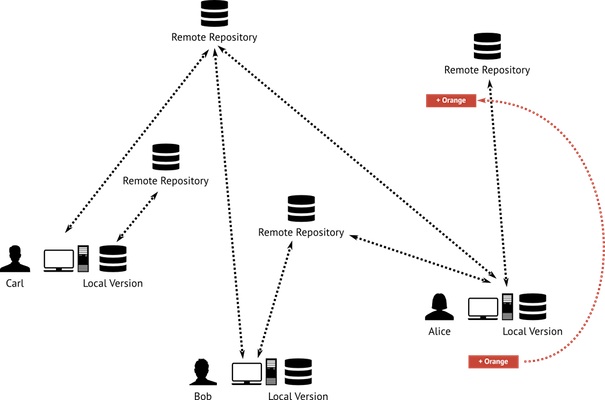 Remote Repository
Remote Repository
+ Orange
Remote Repository
Remote Repository
Carl
Local Version
Alice
Local Version
+ Orange
Bob
Local Version